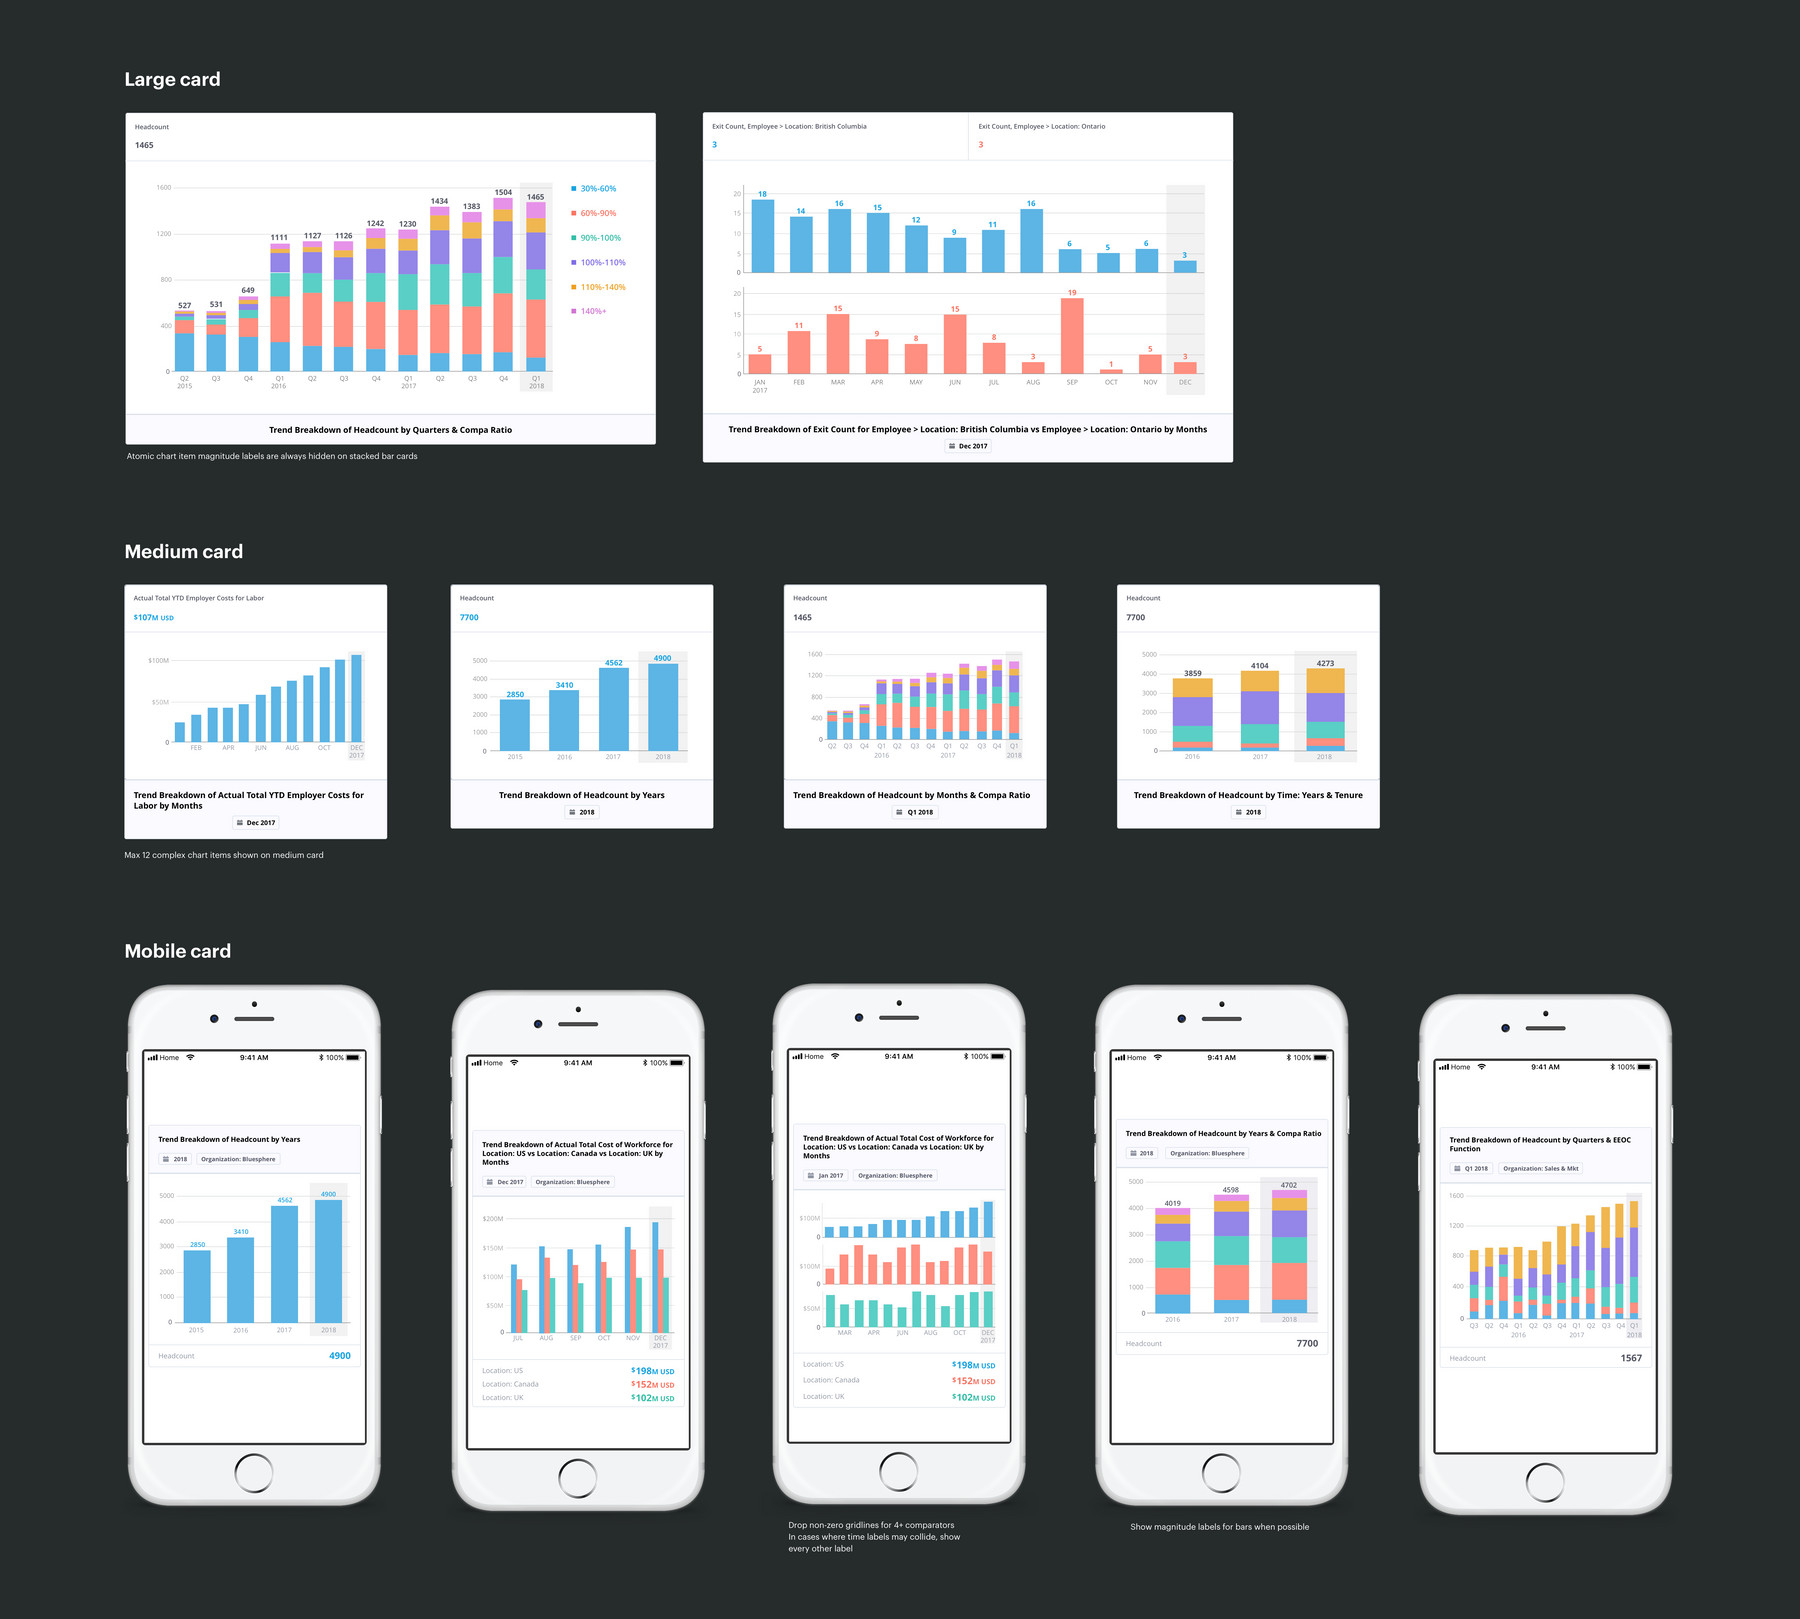 Large card
Headcount
1465
1600
1200
800
400
0
527
531
649
1111
1127
1126
1242
1230
1434
1383
1504
1465
Q2 Q3 Q4 Q1 Q2 Q3 Q4 Q1 Q2 Q3 Q4 Q1
2015 2016 2017 2018
30%-60%
60%-90%
90%-100%
100%-110%
110%-140%
140%+
Trend Breakdown of Headcount by Quarters & Compa Ratio
Atomic chart item magnitude labels are always hidden on stacked bar cards
Exit Count, Employee > Location: British Columbia
3
Exit Count, Employee > Location: Ontario
3
20
15
10
5
0
18 14 16 15 12 9 11 16 6 5 6 3
20
15
10
5
0
5 11 15 9 8 15 8 3 19 1 5 3
JAN FEB MAR APR MAY JUN JUL AUG SEP OCT NOV DEC
2017
Trend Breakdown of Exit Count for Employee > Location: British Columbia vs Employee > Location: Ontario by Months
Dec 2017
Medium card
Actual Total YTD Employer Costs for Labor
$107M USD
$100M
$50M
0
FEB APR JUN AUG OCT DEC
2017
Trend Breakdown of Actual Total YTD Employer Costs for
Labor by Months
Dec 2017
Max 12 complex chart items shown on medium card
Headcount
7700
5000
4000
3000
2000
1000
0
2850 3410 4562 4900
2015 2016 2017 2018
Trend Breakdown of Headcount by Years
2018
Headcount
1465
1600
1200
800
400
0
Q2 Q3 Q4 Q1 Q2 Q3 Q4 Q1 Q2 Q3 Q4 Q1
2016 2017 2018
Trend Breakdown of Headcount by Months & Compa Ratio
Q1 2018
Headcount
7700
5000
4000
3000
2000
1000
0
3859 4104 4273
2016 2017 2018
Trend Breakdown of Headcount by Time: Years & Tenure
2018
Mobile card
Home 9:41 AM 100%
Trend Breakdown of Headcount by Years
2018 Organization: Bluesphere
5000
4000
3000
2000
1000
0
2850 3410 4562 4900
2015 2016 2017 2018
Headcount 4900
Home 9:41 AM 100%
Trend Breakdown of Actual Total Cost of Workforce for
Location: US vs Location: Canada vs Location: UK by
Months
Dec 2017 Organization: Bluesphere
$200M
$150M
$100M
$50M
0
JUL AUG SEP OCT NOV DEC
2017
Location: US $198M USD
Location: Canada $152M USD
Location: UK $102M USD
Home 9:41 AM 100%
Trend Breakdown of Actual Total Cost of Workforce for
Location: US vs Location: Canada vs Location: UK by
Months
Jan 2017 Organization: Bluesphere
$100M
0
$100M
0
$50M
0
MAR APR JUN AUG OCT DEC
2017
Location: US $198M USD
Location: Canada $152M USD
Location: UK $102M USD
Drop non-zero gridlines for 4+ comparators
In cases where time labels may collide, show
every other label
Home 9:41 AM 100%
Trend Breakdown of Headcount by Years & Compa Ratio
2018 Organization: Bluesphere
5000
4000
3000
2000
1000
0
4019 4598 4702
2016 2017 2018
Headcount 7700
Show magnitude labels for bars when possible
Home 9:41 AM 100%
Trend Breakdown of Headcount by Quarters & EEOC
Function
Q1 2018 Organization: Sales & Mkt
1600
1200
800
400
0
Q3 Q2 Q4 Q1 Q2 Q3 Q4 Q1 Q2 Q3 Q4 Q1
2016 2017 2018
Headcount 1567